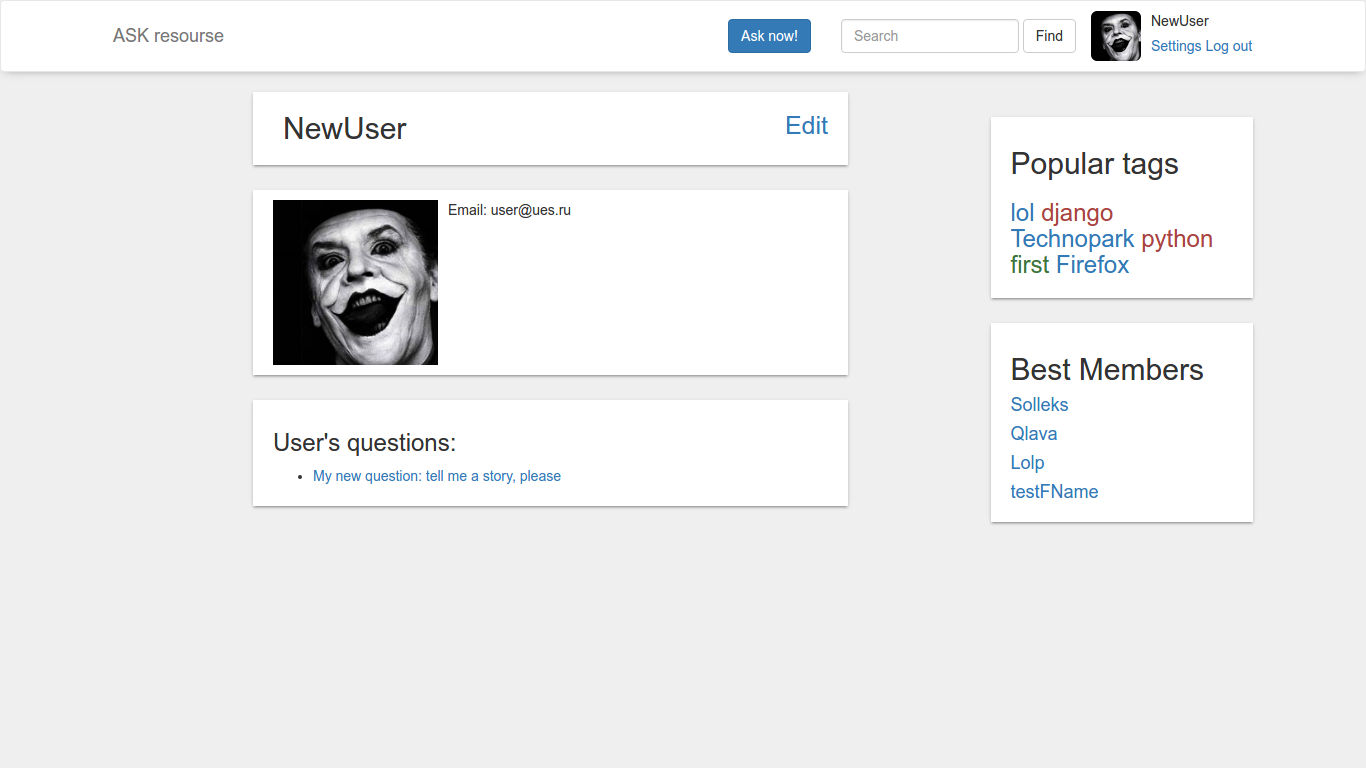 ASK resourse
Ask now!
Search
Find
NewUser
Settings Log out
NewUser
Edit
Email: user@ues.ru
User's questions:
• My new question: tell me a story, please
Popular tags
lol django
Technopark python
first Firefox
Best Members
Solleks
Qlava
Lolp
testFName